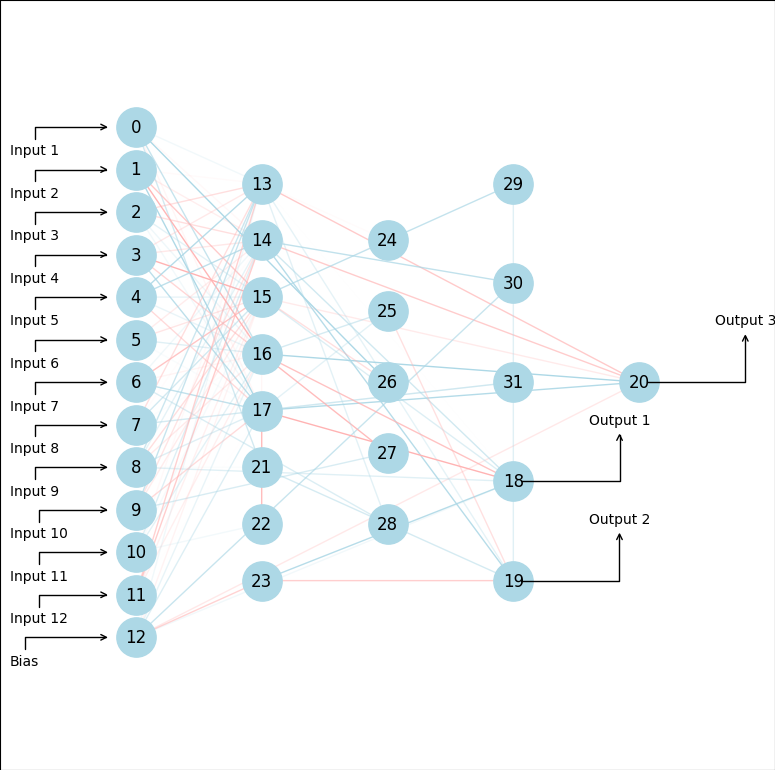 0
Input 1
1
Input 2
2
Input 3
3
Input 4
4
Input 5
5
Input 6
6
Input 7
7
Input 8
8
Input 9
9
Input 10
10
Input 11
11
Input 12
12
Bias
13
14
15
16
17
21
22
23
24
25
26
27
28
29
30
31
18
19
20
Output 3
Output 1
Output 2